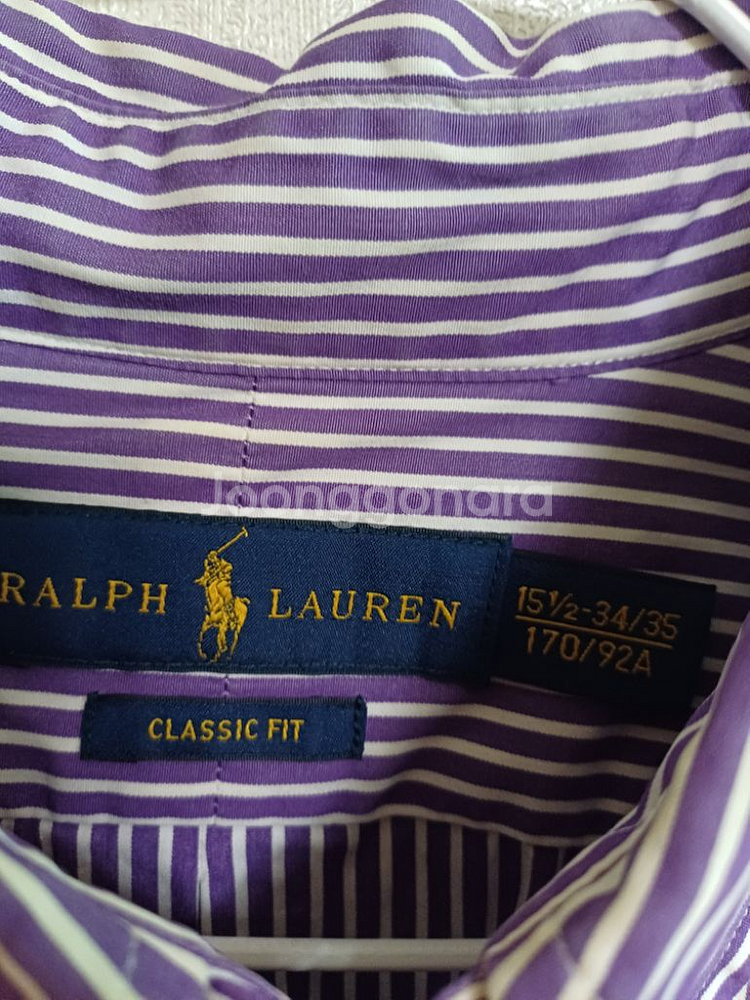 Joonggonara
RALPH LAUREN
15½-34/35
170/92A
CLASSIC FIT